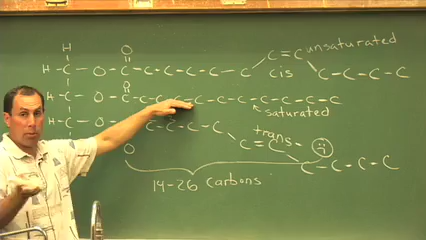 H
O
C = C unsaturated
H - C - O - C - C - C - C - C - C - C
cis
C - C - C - C
O
H - C - O - C - C - C - C - C - C - C - C - C - C - C - C
saturated
H - C - O
C - C - C - C
trans-
C = C
O
C - C - C - C
14-26 carbons